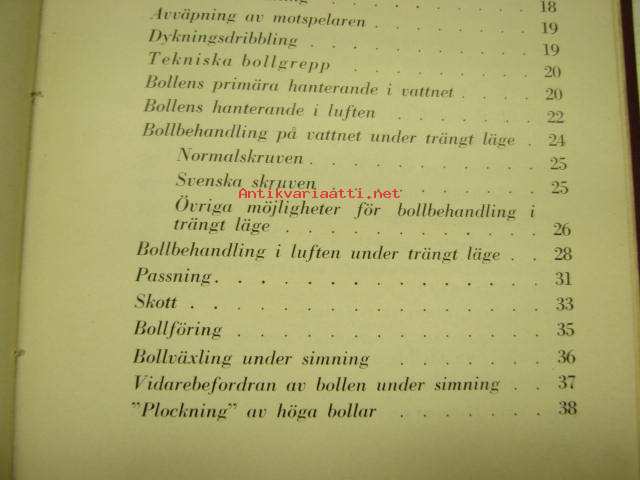 18
Avväpning av motspelaren . . . . . . 19
Dykningsdribbling . . . . . . . . . 19
Tekniska bollgrepp . . . . . . . 20
Bollens primära hanterande i vattnet . . . . 20
Bollens hanterande i luften . . . . . . 22
Bollbehandling på vattnet under trängt läge . 24
Normalskruven . . . . . . . . . 25
Svenska skruven . . . . . . . . 25
Antikvariaatti.net
Övriga möjligheter för bollbehandling i
trängt läge . . . . . . . . . . 26
Bollbehandling i luften under trängt läge . . 28
Passning . . . . . . . . . . . . 31
Skott . . . . . . . . . . . . . 33
Bollföring . . . . . . . . . . . 35
Bollväxling under simning . . . . . . 36
Vidarebefordran av bollen under simning . . 37
”Plockning” av höga bollar . . . . . . 38